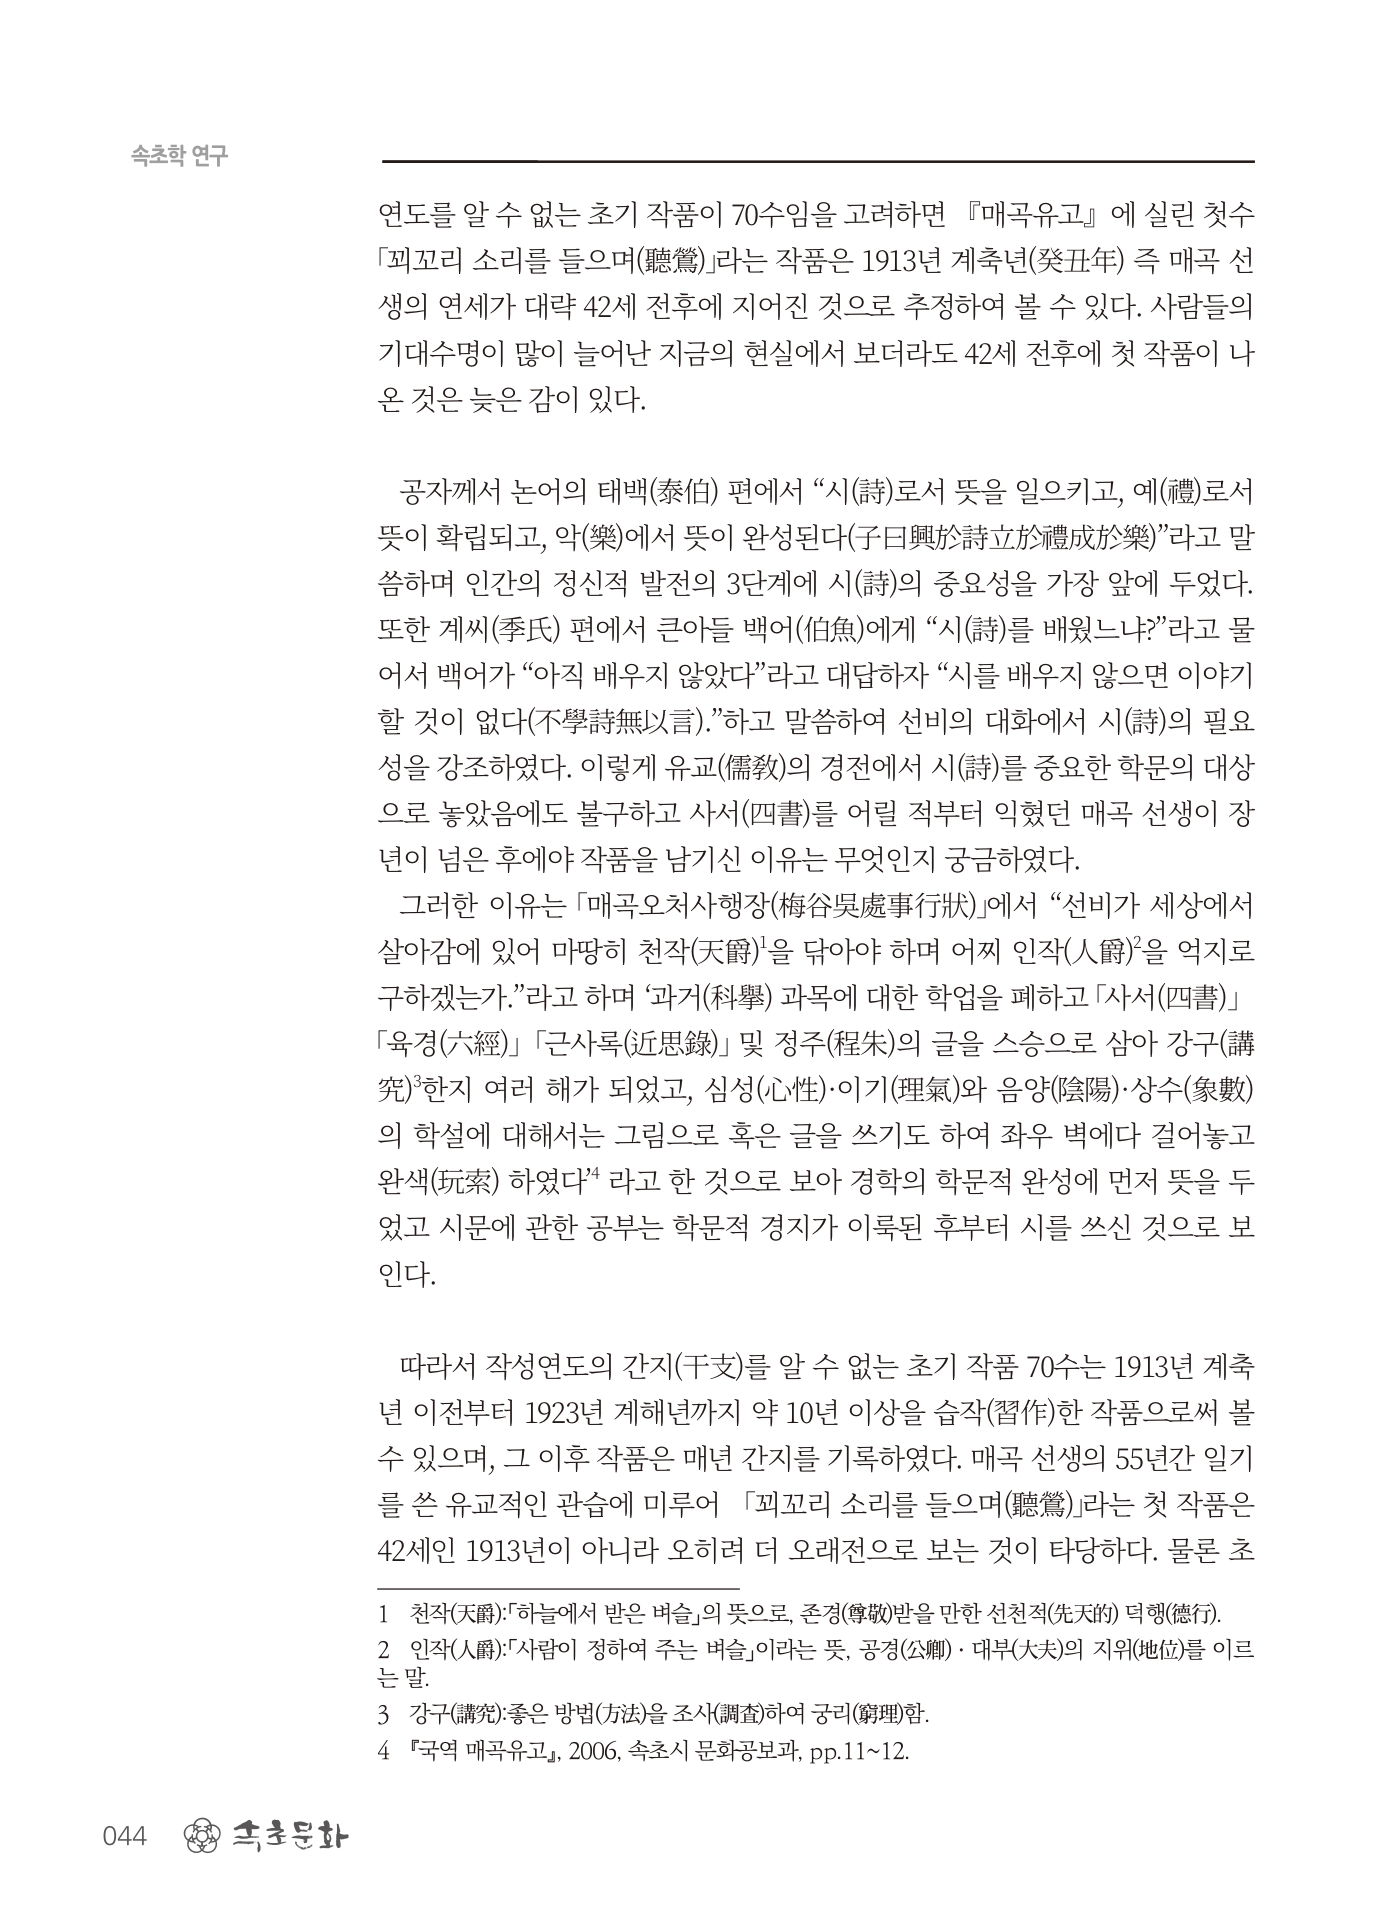 속초학 연구
연도를 알 수 없는 초기 작품이 70수임을 고려하면 『매곡유고』에 실린 첫수
「꾀꼬리 소리를 들으며(聽鶯)」라는 작품은 1913년 계축년(癸丑年) 즉 매곡 선
생의 연세가 대략 42세 전후에 지어진 것으로 추정하여 볼 수 있다. 사람들의
기대수명이 많이 늘어난 지금의 현실에서 보더라도 42세 전후에 첫 작품이 나
온 것은 늦은 감이 있다.
공자께서 논어의 태백(泰伯) 편에서 “시(詩)로서 뜻을 일으키고, 예(禮)로서
뜻이 확립되고, 악(樂)에서 뜻이 완성된다(子曰興於詩立於禮成於樂)”라고 말
씀하며 인간의 정신적 발전의 3단계에 시(詩)의 중요성을 가장 앞에 두었다.
또한 계씨(季氏) 편에서 큰아들 백어(伯魚)에게 “시(詩)를 배웠느냐?”라고 물
어서 백어가 “아직 배우지 않았다”라고 대답하자 “시를 배우지 않으면 이야기
할 것이 없다(不學詩無以言).”하고 말씀하여 선비의 대화에서 시(詩)의 필요
성을 강조하였다. 이렇게 유교(儒敎)의 경전에서 시(詩)를 중요한 학문의 대상
으로 놓았음에도 불구하고 사서(四書)를 어릴 적부터 익혔던 매곡 선생이 장
년이 넘은 후에야 작품을 남기신 이유는 무엇인지 궁금하였다.
그러한 이유는 「매곡오처사행장(梅谷吳處事行狀)」에서 “선비가 세상에서
살아감에 있어 마땅히 천작(天爵)1을 닦아야 하며 어찌 인작(人爵)2을 억지로
구하겠는가.”라고 하며 ‘과거(科擧) 과목에 대한 학업을 폐하고 「사서(四書)」
「육경(六經)」 「근사록(近思錄)」 및 정주(程朱)의 글을 스승으로 삼아 강구(講
究)3한지 여러 해가 되었고, 심성(心性)·이기(理氣)와 음양(陰陽)·상수(象數)
의 학설에 대해서는 그림으로 혹은 글을 쓰기도 하여 좌우 벽에다 걸어놓고
완색(玩索) 하였다’4 라고 한 것으로 보아 경학의 학문적 완성에 먼저 뜻을 두
었고 시문에 관한 공부는 학문적 경지가 이룩된 후부터 시를 쓰신 것으로 보
인다.
따라서 작성연도의 간지(干支)를 알 수 없는 초기 작품 70수는 1913년 계축
년 이전부터 1923년 계해년까지 약 10년 이상을 습작(習作)한 작품으로써 볼
수 있으며, 그 이후 작품은 매년 간지를 기록하였다. 매곡 선생의 55년간 일기
를 쓴 유교적인 관습에 미루어 「꾀꼬리 소리를 들으며(聽鶯)」라는 첫 작품은
42세인 1913년이 아니라 오히려 더 오래전으로 보는 것이 타당하다. 물론 초
1 천작(天爵):「하늘에서 받은 벼슬」의 뜻으로, 존경(尊敬)받을 만한 선천적(先天的) 덕행(德行).
2 인작(人爵):「사람이 정하여 주는 벼슬」이라는 뜻, 공경(公卿)·대부(大夫)의 지위(地位)를 이르
는 말.
3 강구(講究):좋은 방법(方法)을 조사(調査)하여 궁리(窮理)함.
4 『국역 매곡유고』, 2006, 속초시 문화공보과, pp.11~12.
044 속초문화